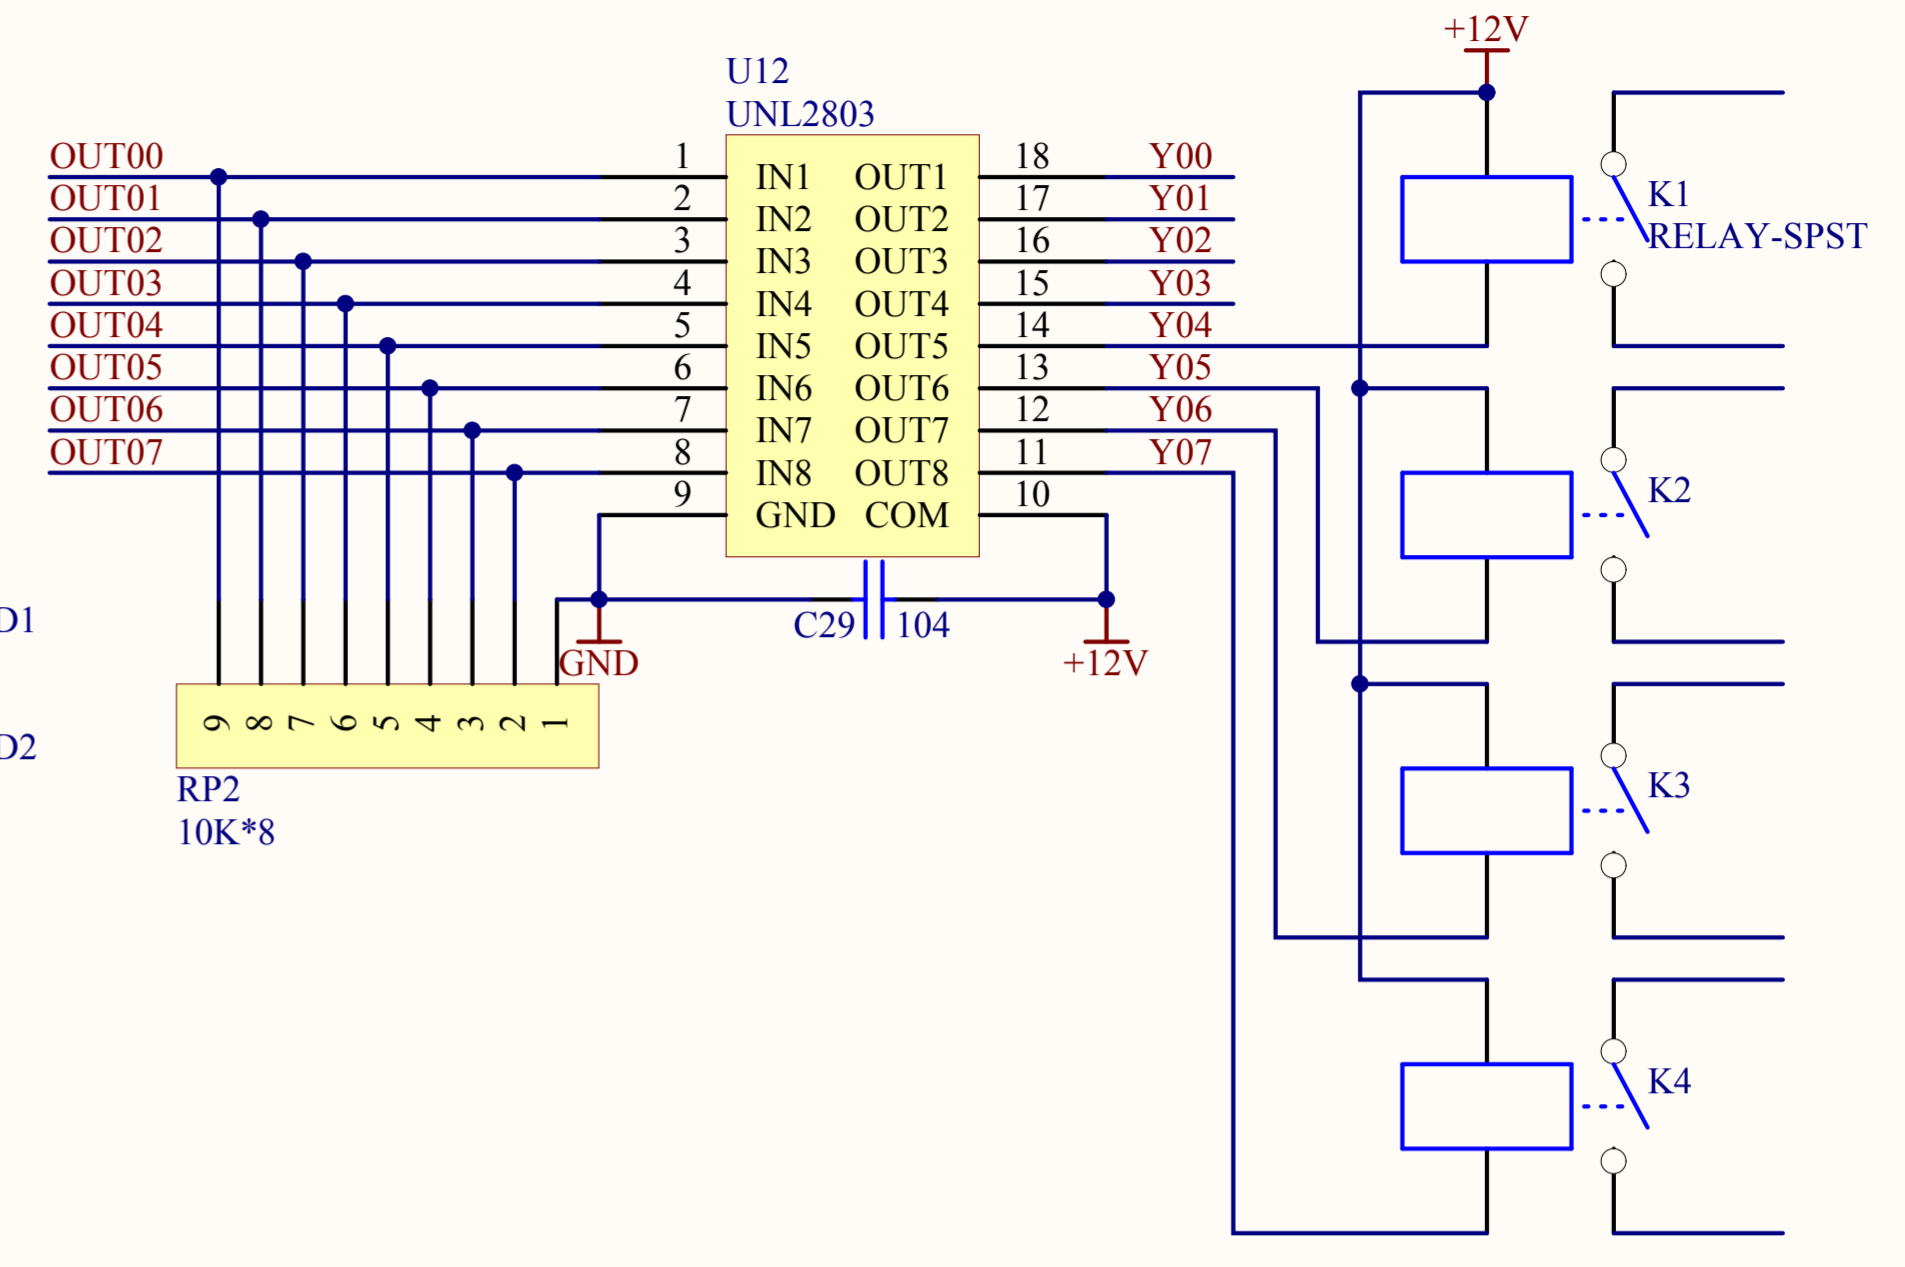 +12V
U12
UNL2803
OUT00
OUT01
OUT02
OUT03
OUT04
OUT05
OUT06
OUT07
1
2
3
4
5
6
7
8
9
IN1 OUT1
IN2 OUT2
IN3 OUT3
IN4 OUT4
IN5 OUT5
IN6 OUT6
IN7 OUT7
IN8 OUT8
GND COM
18
17
16
15
14
13
12
11
10
Y00
Y01
Y02
Y03
Y04
Y05
Y06
Y07
K1
RELAY-SPST
K2
K3
K4
D1
D2
C29 104
GND
+12V
9 8 7 6 5 4 3 2 1
RP2
10K*8